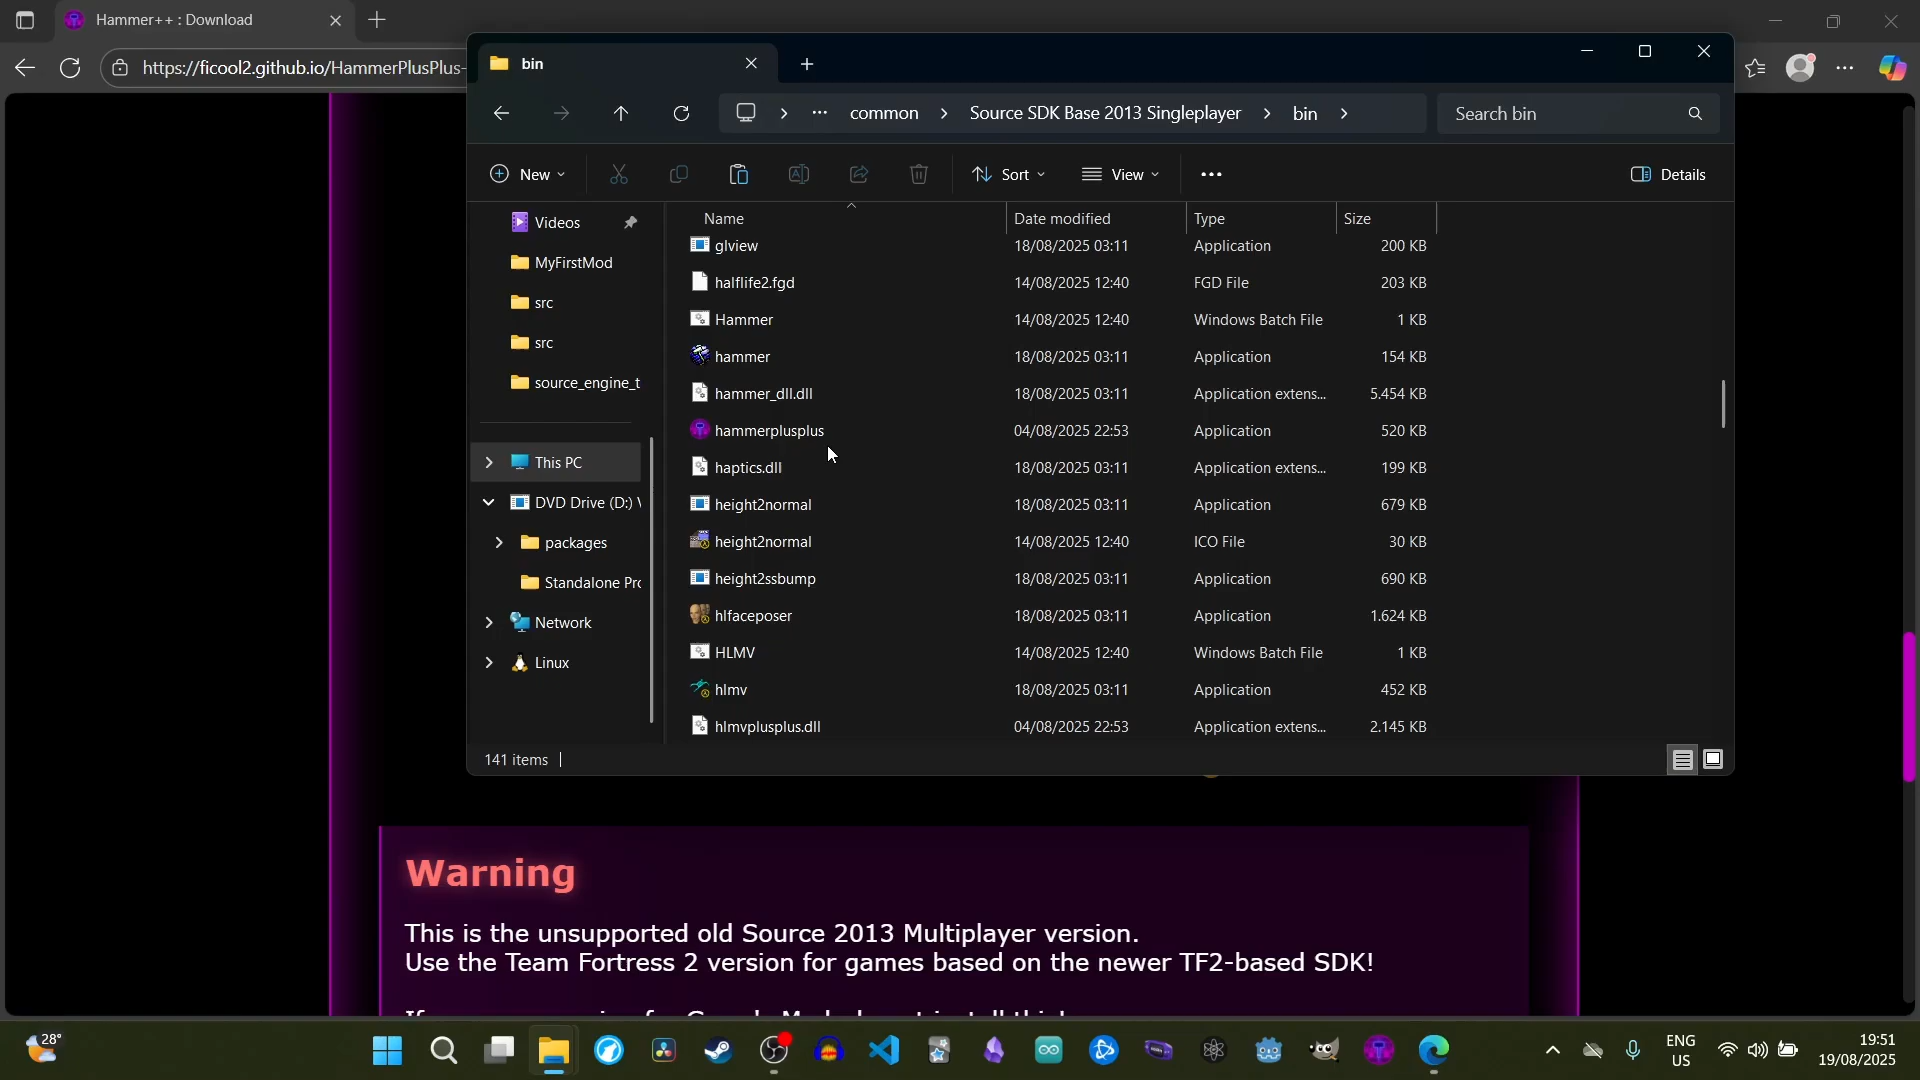 Hammer++ : Download
https://ficool2.github.io/HammerPlusPlus-
bin
common
Source SDK Base 2013 Singleplayer
bin
Search bin
New
Sort
View
Details
Videos
MyFirstMod
src
src
source_engine_t
This PC
DVD Drive (D:)
packages
Standalone Pro
Network
Linux
Name Date modified Type Size
glview 18/08/2025 03:11 Application 200 KB
halflife2.fgd 14/08/2025 12:40 FGD File 203 KB
Hammer 14/08/2025 12:40 Windows Batch File 1 KB
hammer 18/08/2025 03:11 Application 154 KB
hammer_dll.dll 18/08/2025 03:11 Application extens... 5.454 KB
hammerplusplus 04/08/2025 22:53 Application 520 KB
haptics.dll 18/08/2025 03:11 Application extens... 199 KB
height2normal 18/08/2025 03:11 Application 679 KB
height2normal 14/08/2025 12:40 ICO File 30 KB
height2ssbump 18/08/2025 03:11 Application 690 KB
hlfaceposer 18/08/2025 03:11 Application 1.624 KB
HLMV 14/08/2025 12:40 Windows Batch File 1 KB
hlmv 18/08/2025 03:11 Application 452 KB
hlmvplusplus.dll 04/08/2025 22:53 Application extens... 2.145 KB
141 items
Warning
This is the unsupported old Source 2013 Multiplayer version.
Use the Team Fortress 2 version for games based on the newer TF2-based SDK!
28°
ENG
US
19:51
19/08/2025